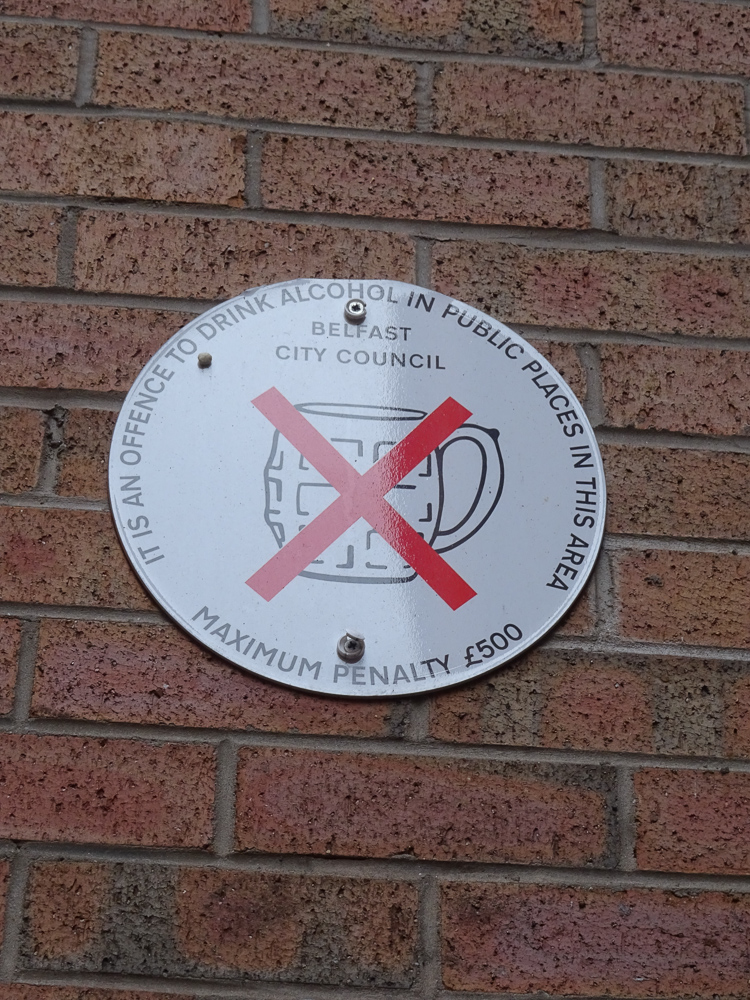 IT IS AN OFFENCE TO DRINK ALCOHOL IN PUBLIC PLACES IN THIS AREA
BELFAST
CITY COUNCIL
MAXIMUM PENALTY £500